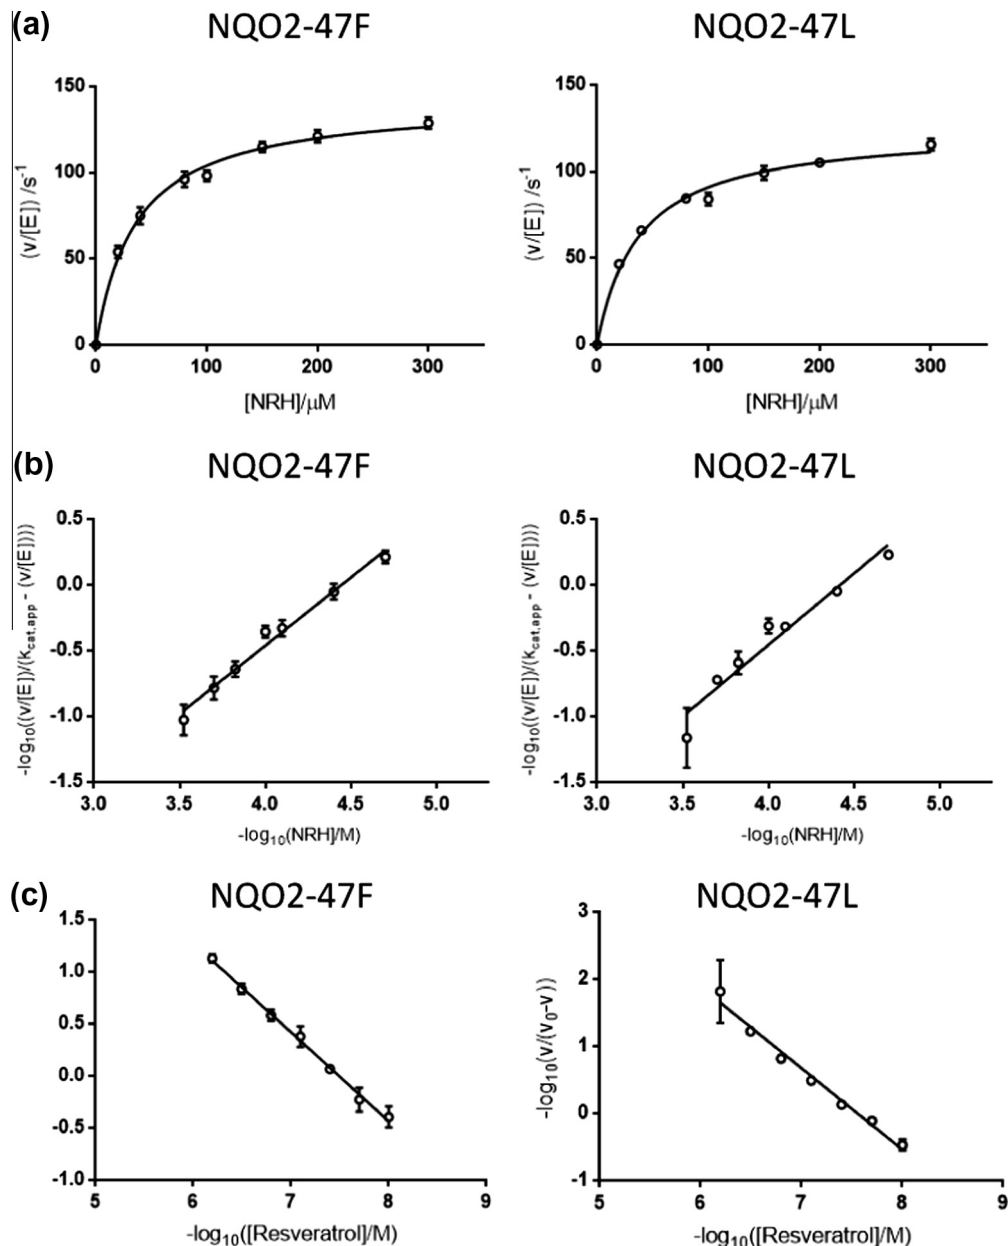 (a)
NQO2-47F
NQO2-47L
(v/[E]) /s⁻¹
150
100
50
0
0 100 200 300
[NRH]/μM
(v/[E]) /s⁻¹
150
100
50
0
0 100 200 300
[NRH]/μM
(b)
NQO2-47F
NQO2-47L
-log₁₀((v/[E])/(k cat,app - (v/[E])))
0.5
0.0
-0.5
-1.0
-1.5
3.0 3.5 4.0 4.5 5.0
-log₁₀(NRH]/M)
-log₁₀((v/[E])/(k cat,app - (v/[E])))
0.5
0.0
-0.5
-1.0
-1.5
3.0 3.5 4.0 4.5 5.0
-log₁₀(NRH]/M)
(c)
NQO2-47F
NQO2-47L
1.5
1.0
0.5
0.0
-0.5
-1.0
5 6 7 8 9
-log₁₀([Resveratrol]/M)
-log₁₀(v/(v₀-v))
3
2
1
0
-1
5 6 7 8 9
-log₁₀([Resveratrol]/M)